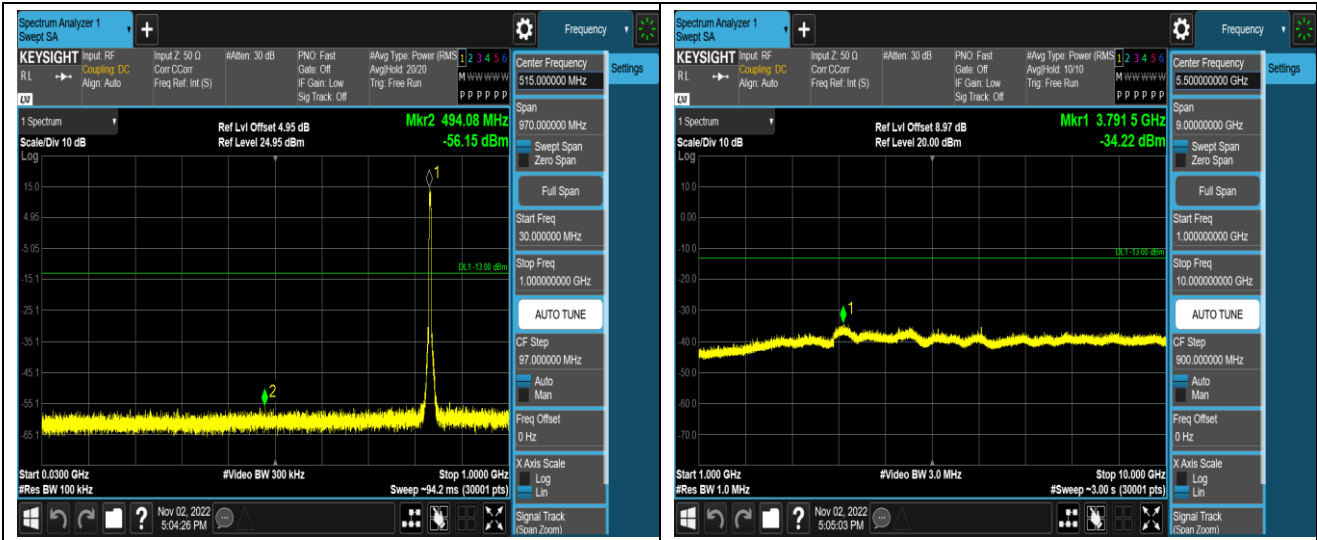 Spectrum Analyzer 1
Swept SA
+
Frequency
KEYSIGHT
RL
LXI
Input: RF
Coupling: DC
Align: Auto
Input Z: 50 Ω
Corr CCorr
Freq Ref: Int (S)
#Atten: 30 dB
PNO: Fast
Gate: Off
IF Gain: Low
Sig Track: Off
#Avg Type: Power (RMS
Avg|Hold: 20/20
Trig: Free Run
1 2 3 4 5 6
M W W W W W
P P P P P P
1 Spectrum
Scale/Div 10 dB
Log
Ref Lvl Offset 4.95 dB
Ref Level 24.95 dBm
Mkr2 494.08 MHz
-56.15 dBm
15.0
4.95
-5.05
-15.1
-25.1
-35.1
-45.1
-55.1
-65.1
1
DL1 -13.00 dBm
2
Start 0.0300 GHz
#Res BW 100 kHz
#Video BW 300 kHz
Stop 1.0000 GHz
Sweep ~94.2 ms (30001 pts)
Center Frequency
515.000000 MHz
Settings
Span
970.000000 MHz
Swept Span
Zero Span
Full Span
Start Freq
30.000000 MHz
Stop Freq
1.000000000 GHz
AUTO TUNE
CF Step
97.000000 MHz
Auto
Man
Freq Offset
0 Hz
X Axis Scale
Log
Lin
Signal Track
(Span Zoom)
?
Nov 02, 2022
5:04:26 PM
Spectrum Analyzer 1
Swept SA
+
Frequency
KEYSIGHT
RL
LXI
Input: RF
Coupling: DC
Align: Auto
Input Z: 50 Ω
Corr CCorr
Freq Ref: Int (S)
#Atten: 30 dB
PNO: Fast
Gate: Off
IF Gain: Low
Sig Track: Off
#Avg Type: Power (RMS
Avg|Hold: 10/10
Trig: Free Run
1 2 3 4 5 6
M W W W W W
P P P P P P
1 Spectrum
Scale/Div 10 dB
Log
Ref Lvl Offset 8.97 dB
Ref Level 20.00 dBm
Mkr1 3.791 5 GHz
-34.22 dBm
10.0
0.00
-10.0
-20.0
-30.0
-40.0
-50.0
-60.0
-70.0
DL1 -13.00 dBm
1
Start 1.000 GHz
#Res BW 1.0 MHz
#Video BW 3.0 MHz
Stop 10.000 GHz
#Sweep ~3.00 s (30001 pts)
Center Frequency
5.500000000 GHz
Settings
Span
9.00000000 GHz
Swept Span
Zero Span
Full Span
Start Freq
1.000000000 GHz
Stop Freq
10.000000000 GHz
AUTO TUNE
CF Step
900.000000 MHz
Auto
Man
Freq Offset
0 Hz
X Axis Scale
Log
Lin
Signal Track
(Span Zoom)
?
Nov 02, 2022
5:05:03 PM